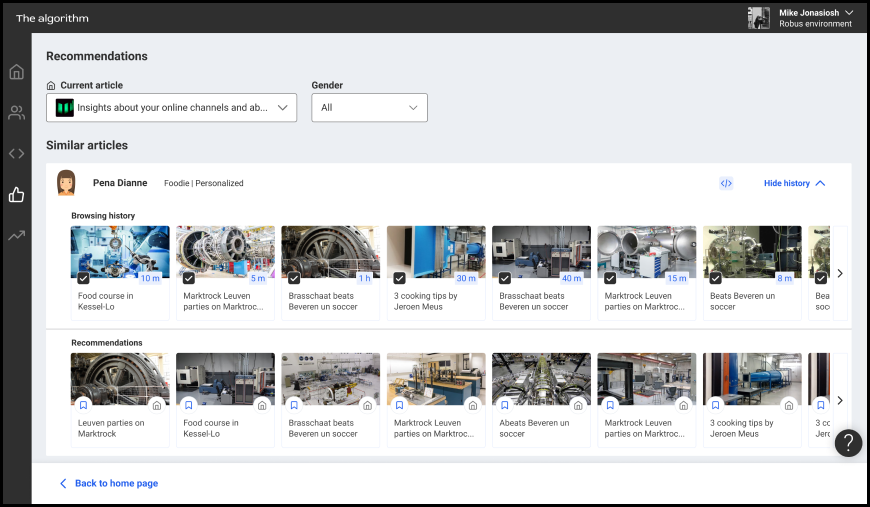 The algorithm
Mike Jonasiosh
Robus environment
Recommendations
Current article
Gender
Insights about your online channels and ab...
All
Similar articles
Pena Dianne
Foodie | Personalized
</>
Hide history
Browsing history
10 m
5 m
1 h
30 m
40 m
15 m
8 m
Food course in
Kessel-Lo
Marktrock Leuven
parties on Marktroc...
Brasschaat beats
Beveren un soccer
3 cooking tips by
Jeroen Meus
Brasschaat beats
Beveren un soccer
Marktrock Leuven
parties on Marktroc...
Beats Beveren un
soccer
Bea
soc
Recommendations
Leuven parties on
Marktrock
Food course in
Kessel-Lo
Brasschaat beats
Beveren un soccer
Marktrock Leuven
parties on Marktroc...
Abeats Beveren un
soccer
Marktrock Leuven
parties on Marktroc...
3 cooking tips by
Jeroen Meus
3 cc
Jerc
?
Back to home page